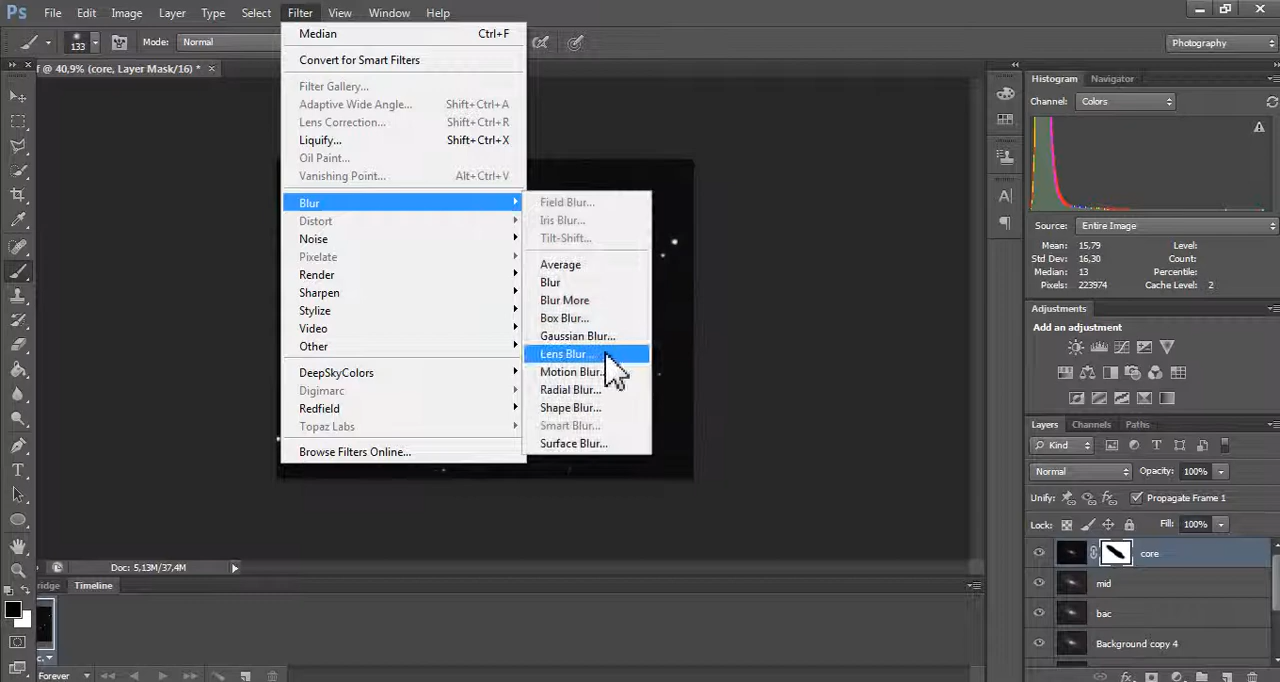 Ps File Edit Image Layer Type Select Filter View Window Help
133 Mode: Normal Photography
f @ 40,9% (core, Layer Mask/16) * ×
Median Ctrl+F
Convert for Smart Filters
Filter Gallery...
Adaptive Wide Angle... Shift+Ctrl+A
Lens Correction... Shift+Ctrl+R
Liquify... Shift+Ctrl+X
Oil Paint...
Vanishing Point... Alt+Ctrl+V
Blur
Distort
Noise
Pixelate
Render
Sharpen
Stylize
Video
Other
DeepSkyColors
Digimarc
Redfield
Topaz Labs
Browse Filters Online...
Field Blur...
Iris Blur...
Tilt-Shift...
Average
Blur
Blur More
Box Blur...
Gaussian Blur...
Lens Blur...
Motion Blur...
Radial Blur...
Shape Blur...
Smart Blur...
Surface Blur...
Histogram Navigator
Channel: Colors
Source: Entire Image
Mean: 15,79 Level:
Std Dev: 16,30 Count:
Median: 13 Percentile:
Pixels: 223974 Cache Level: 2
Adjustments
Add an adjustment
Layers Channels Paths
Kind
Normal Opacity: 100%
Unify: Propagate Frame 1
Lock: Fill: 100%
core
mid
bac
Background copy 4
Doc: 5,13M/37,4M
ridge Timeline
Forever